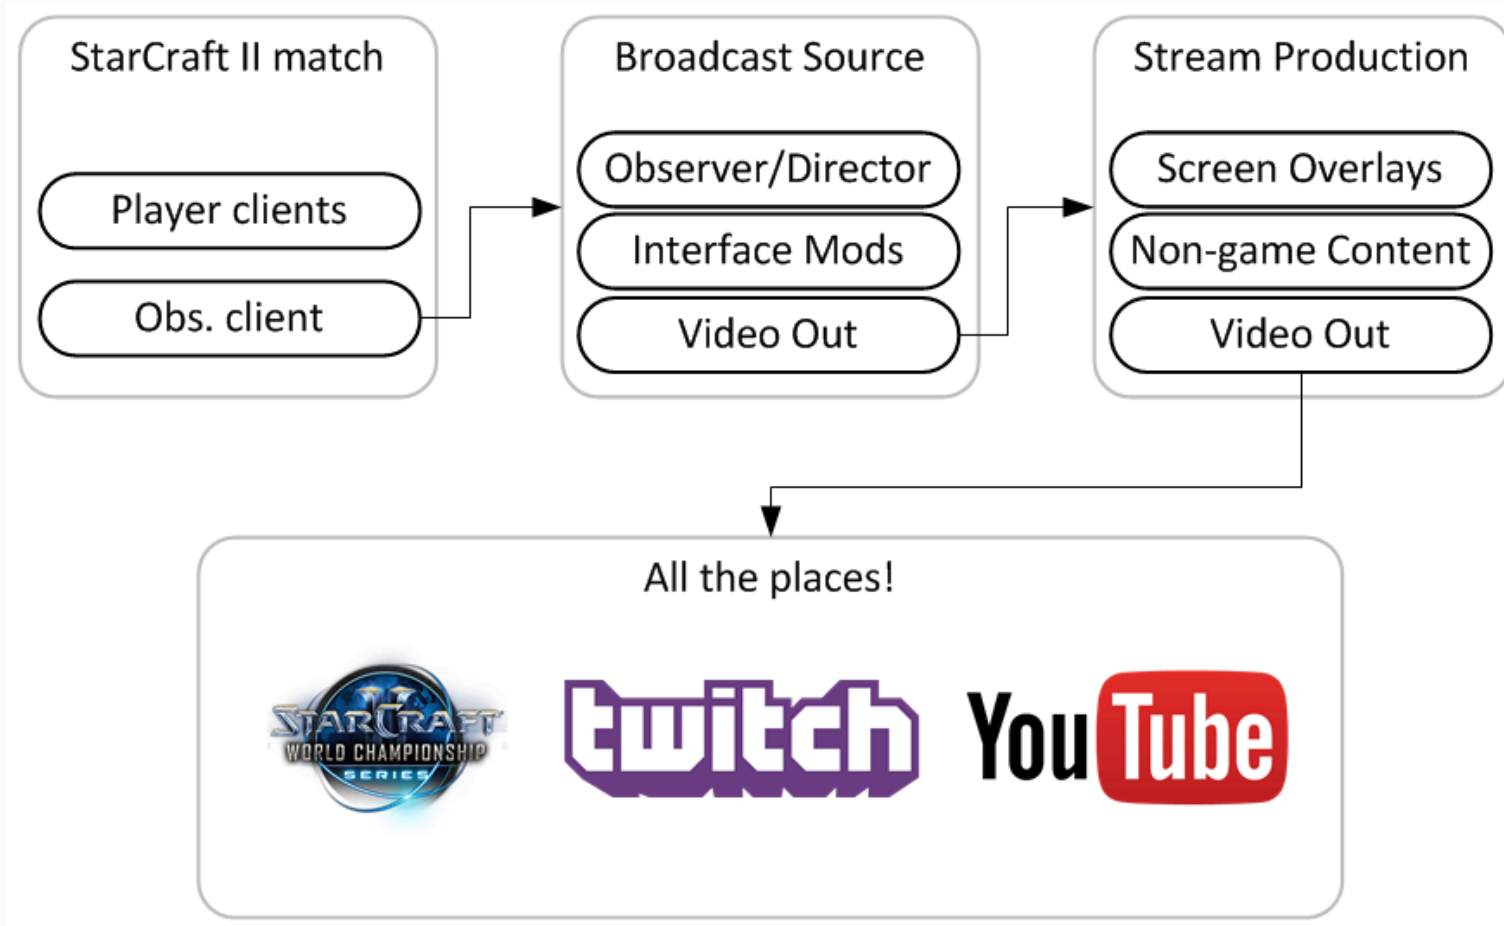 StarCraft II match
Player clients
Obs. client
Broadcast Source
Observer/Director
Interface Mods
Video Out
Stream Production
Screen Overlays
Non-game Content
Video Out
All the places!
STARCRAFT
II
WORLD CHAMPIONSHIP
SERIES
twitch
YouTube